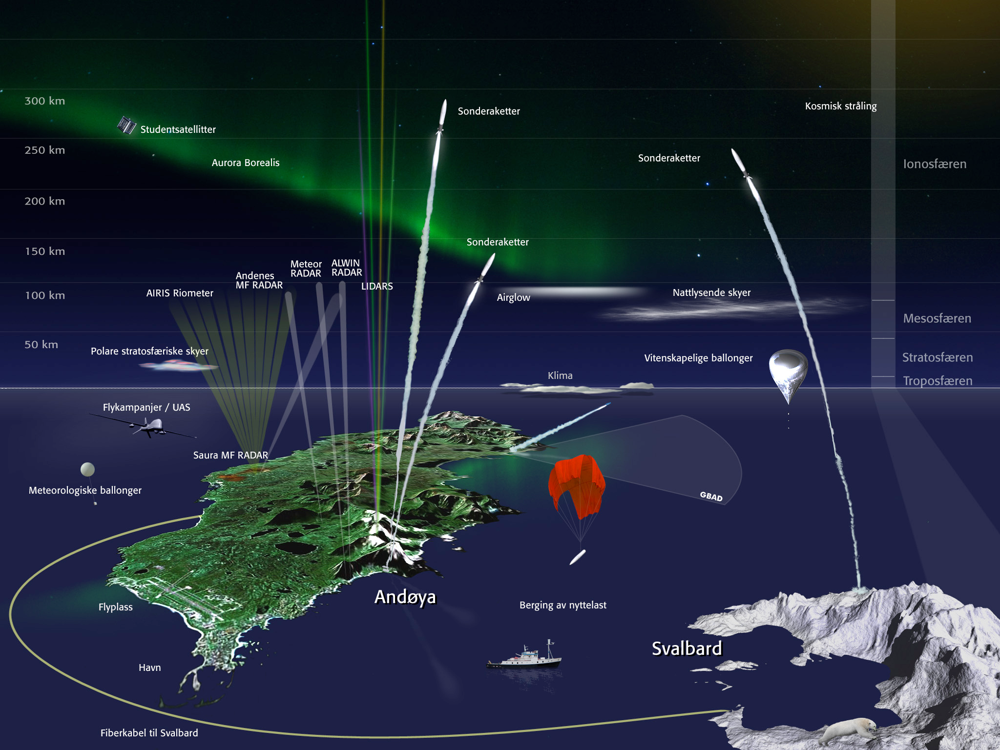 300 km
Sonderaketter
Kosmisk stråling
Studentsatellitter
250 km
Aurora Borealis
Sonderaketter
Ionosfæren
200 km
150 km
Sonderaketter
Meteor
RADAR
ALWIN
RADAR
Andenes
MF RADAR
LIDARS
AIRIS Riometer
100 km
Airglow
Nattlysende skyer
Mesosfæren
50 km
Polare stratosfæriske skyer
Vitenskapelige ballonger
Stratosfæren
Klima
Troposfæren
Flykampanjer / UAS
Saura MF RADAR
Meteorologiske ballonger
GBAD
Andøya
Flyplass
Berging av nyttelast
Svalbard
Havn
Fiberkabel til Svalbard